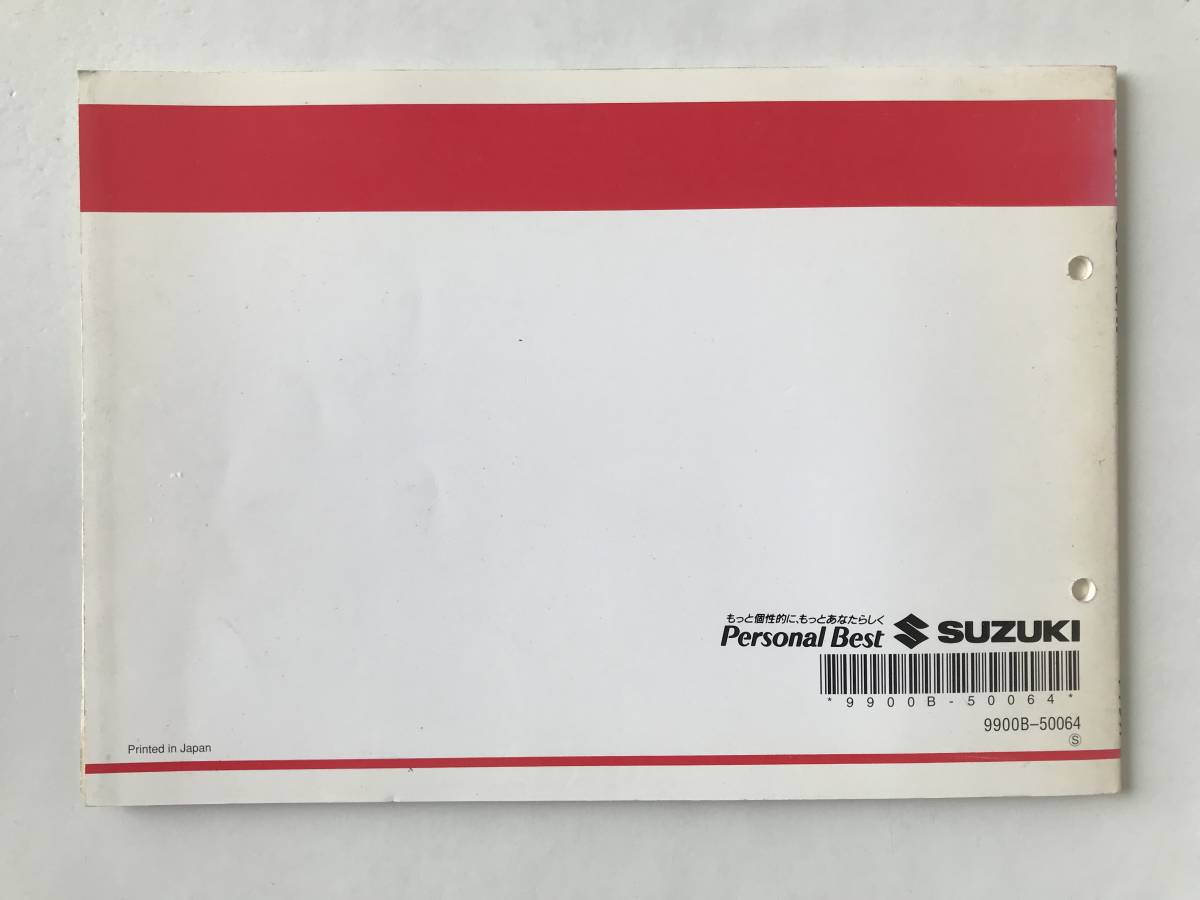 もっと個性的に、もっとあなたらしく
Personal Best SUZUKI
*9900B-50064*
9900B-50064
Ⓢ
Printed in Japan